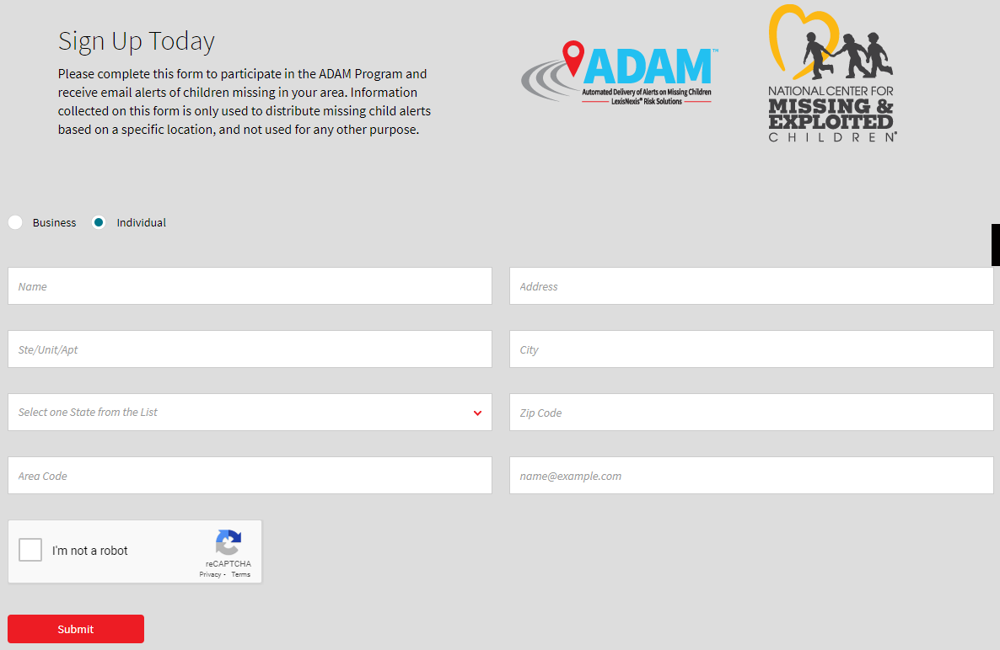 Sign Up Today
Please complete this form to participate in the ADAM Program and
receive email alerts of children missing in your area. Information
collected on this form is only used to distribute missing child alerts
based on a specific location, and not used for any other purpose.
ADAM™
Automated Delivery of Alerts on Missing Children
LexisNexis® Risk Solutions
NATIONAL CENTER FOR
MISSING &
EXPLOITED
CHILDREN®
Business Individual
Name Address
Ste/Unit/Apt City
Select one State from the List Zip Code
Area Code name@example.com
I'm not a robot
reCAPTCHA
Privacy - Terms
Submit